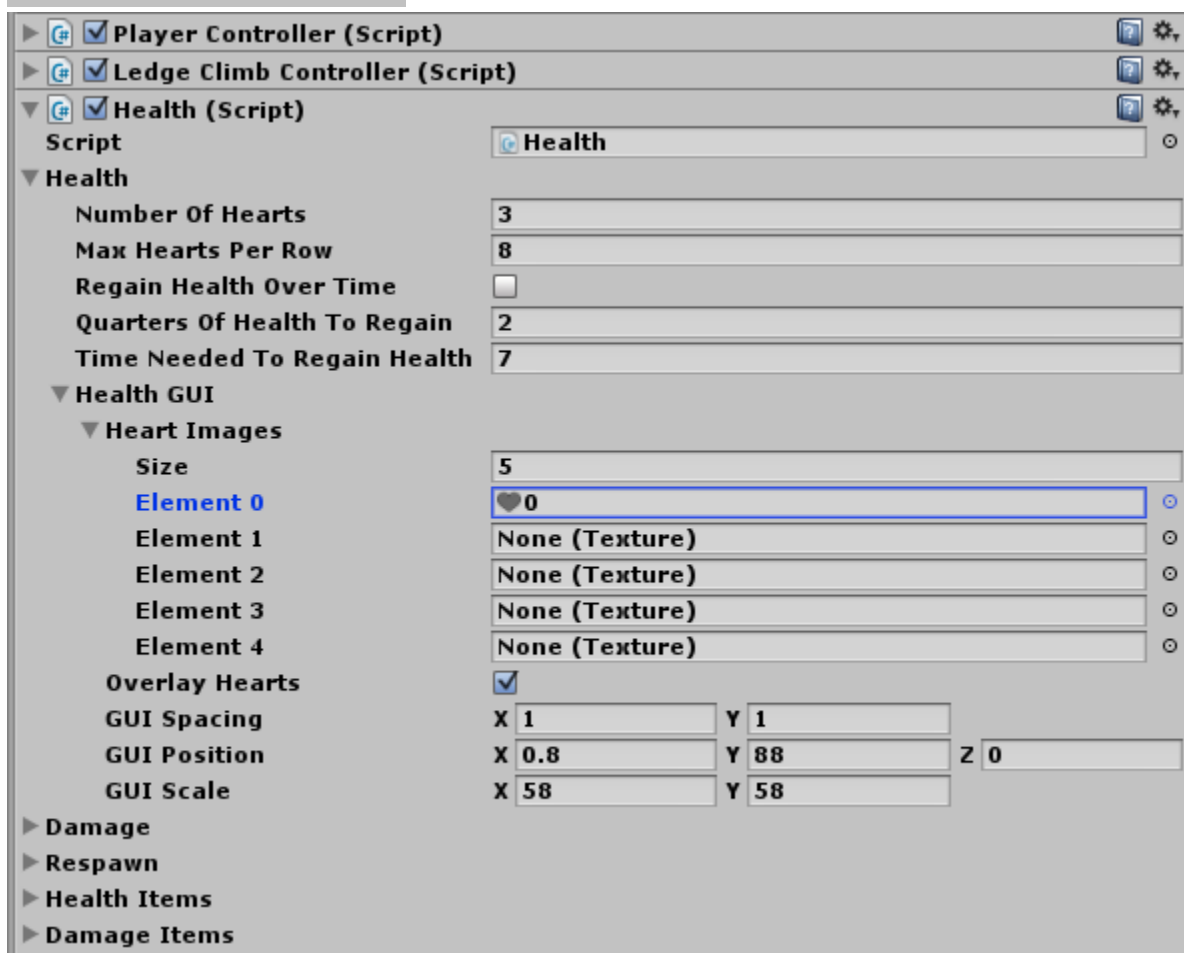 Player Controller (Script)
Ledge Climb Controller (Script)
Health (Script)
Script Health
Health
Number Of Hearts 3
Max Hearts Per Row 8
Regain Health Over Time
Quarters Of Health To Regain 2
Time Needed To Regain Health 7
Health GUI
Heart Images
Size 5
Element 0 0
Element 1 None (Texture)
Element 2 None (Texture)
Element 3 None (Texture)
Element 4 None (Texture)
Overlay Hearts
GUI Spacing X 1 Y 1
GUI Position X 0.8 Y 88 Z 0
GUI Scale X 58 Y 58
Damage
Respawn
Health Items
Damage Items